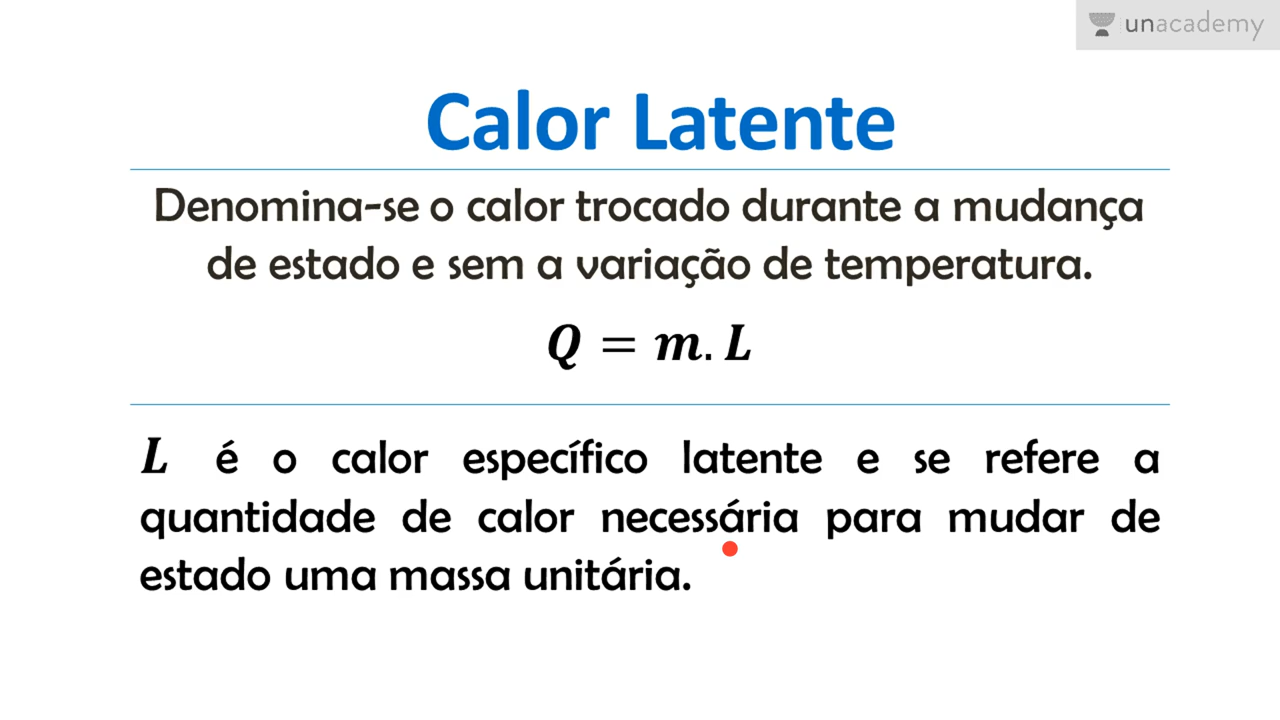 unacademy
Calor Latente
Denomina-se o calor trocado durante a mudança
de estado e sem a variação de temperatura.
Q = m. L
L é o calor específico latente e se refere a
quantidade de calor necessária para mudar de
estado uma massa unitária.